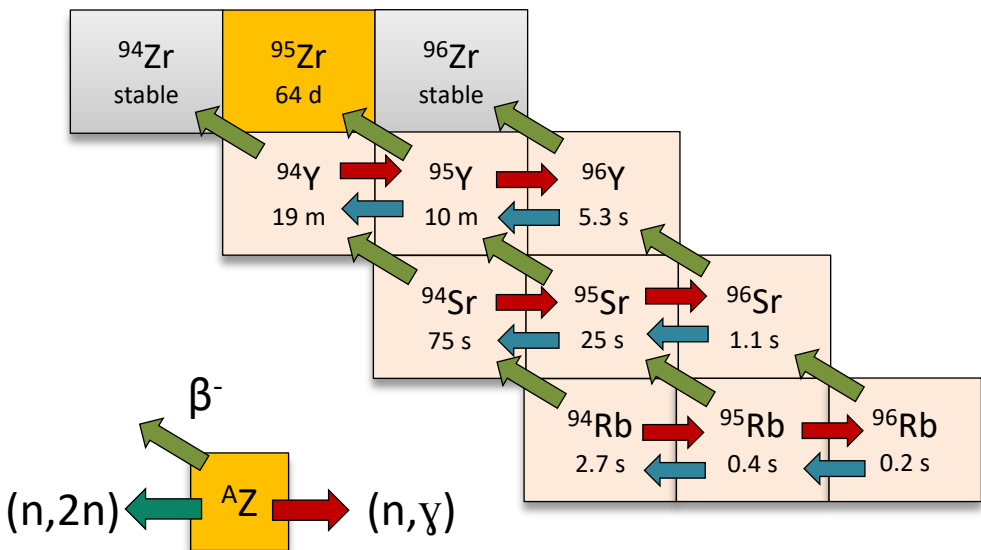 ⁹⁴Zr ⁹⁵Zr ⁹⁶Zr
stable 64 d stable
⁹⁴Y ⁹⁵Y ⁹⁶Y
19 m 10 m 5.3 s
⁹⁴Sr ⁹⁵Sr ⁹⁶Sr
75 s 25 s 1.1 s
⁹⁴Rb ⁹⁵Rb ⁹⁶Rb
2.7 s 0.4 s 0.2 s
β⁻
(n,2n) ᴬZ (n,γ)